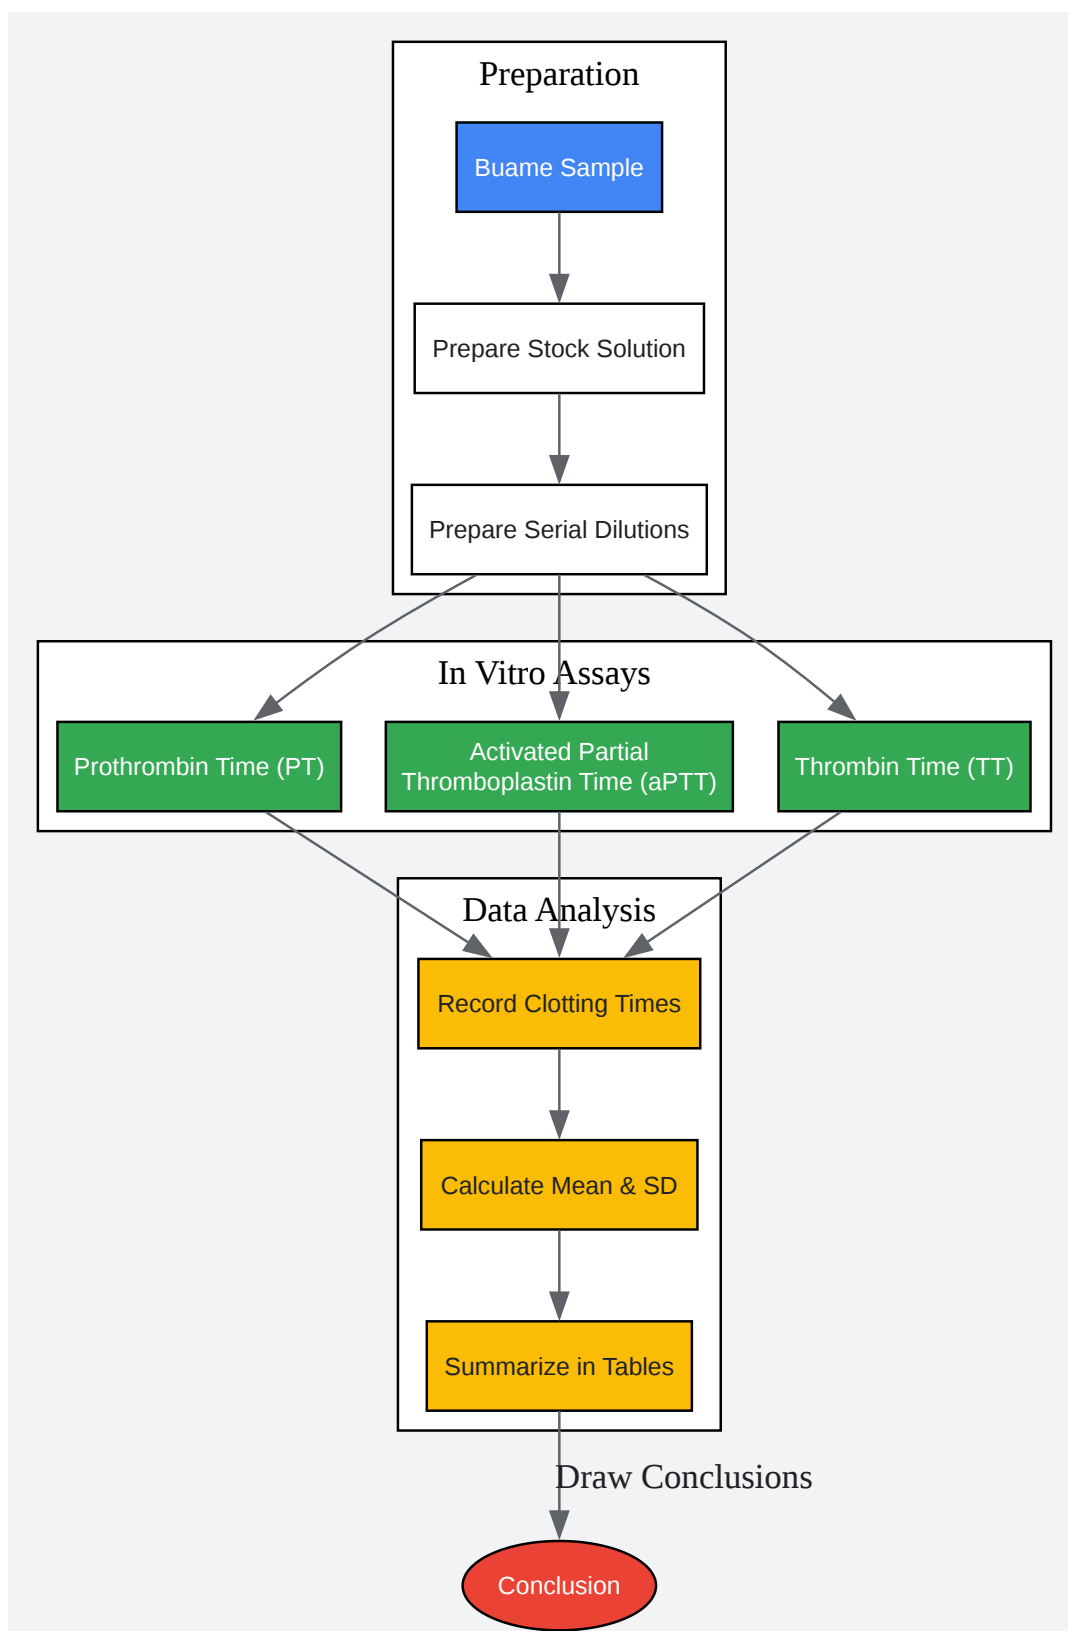 Preparation
Buame Sample
Prepare Stock Solution
Prepare Serial Dilutions
In Vitro Assays
Prothrombin Time (PT)
Activated Partial
Thromboplastin Time (aPTT)
Thrombin Time (TT)
Data Analysis
Record Clotting Times
Calculate Mean & SD
Summarize in Tables
Draw Conclusions
Conclusion